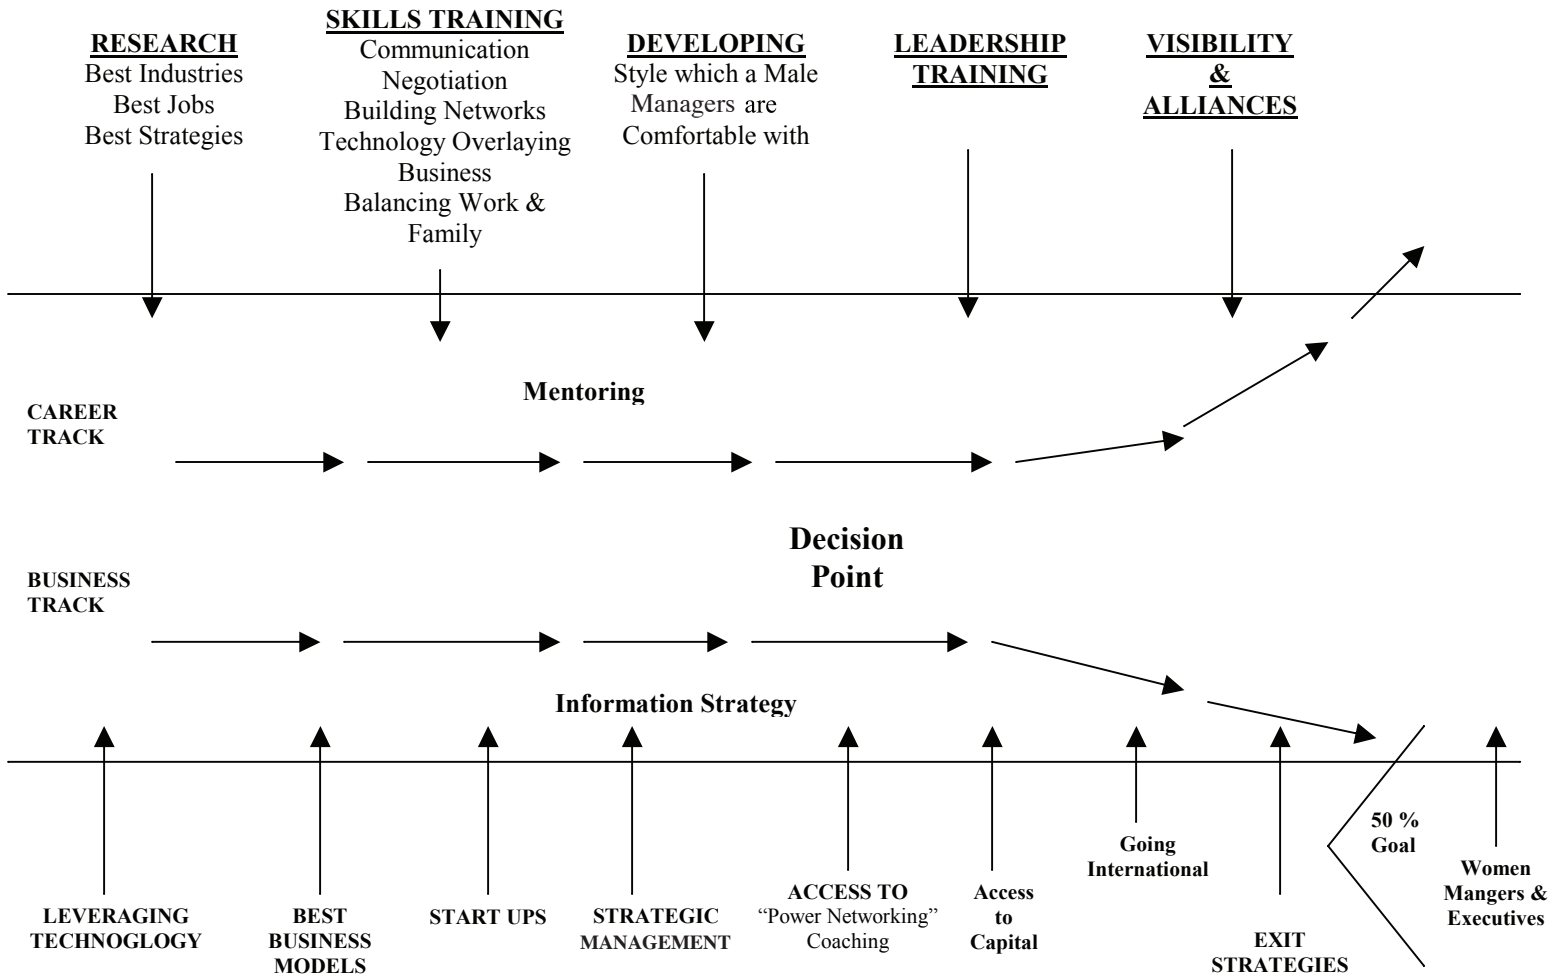 RESEARCH
Best Industries
Best Jobs
Best Strategies
SKILLS TRAINING
Communication
Negotiation
Building Networks
Technology Overlaying
Business
Balancing Work &
Family
DEVELOPING
Style which a Male
Managers are
Comfortable with
LEADERSHIP
TRAINING
VISIBILITY
&
ALLIANCES
Mentoring
CAREER
TRACK
Decision
Point
BUSINESS
TRACK
Information Strategy
LEVERAGING
TECHNOGLOGY
BEST
BUSINESS
MODELS
START UPS
STRATEGIC
MANAGEMENT
ACCESS TO
“Power Networking”
Coaching
Access
to
Capital
Going
International
EXIT
STRATEGIES
50 %
Goal
Women
Mangers &
Executives